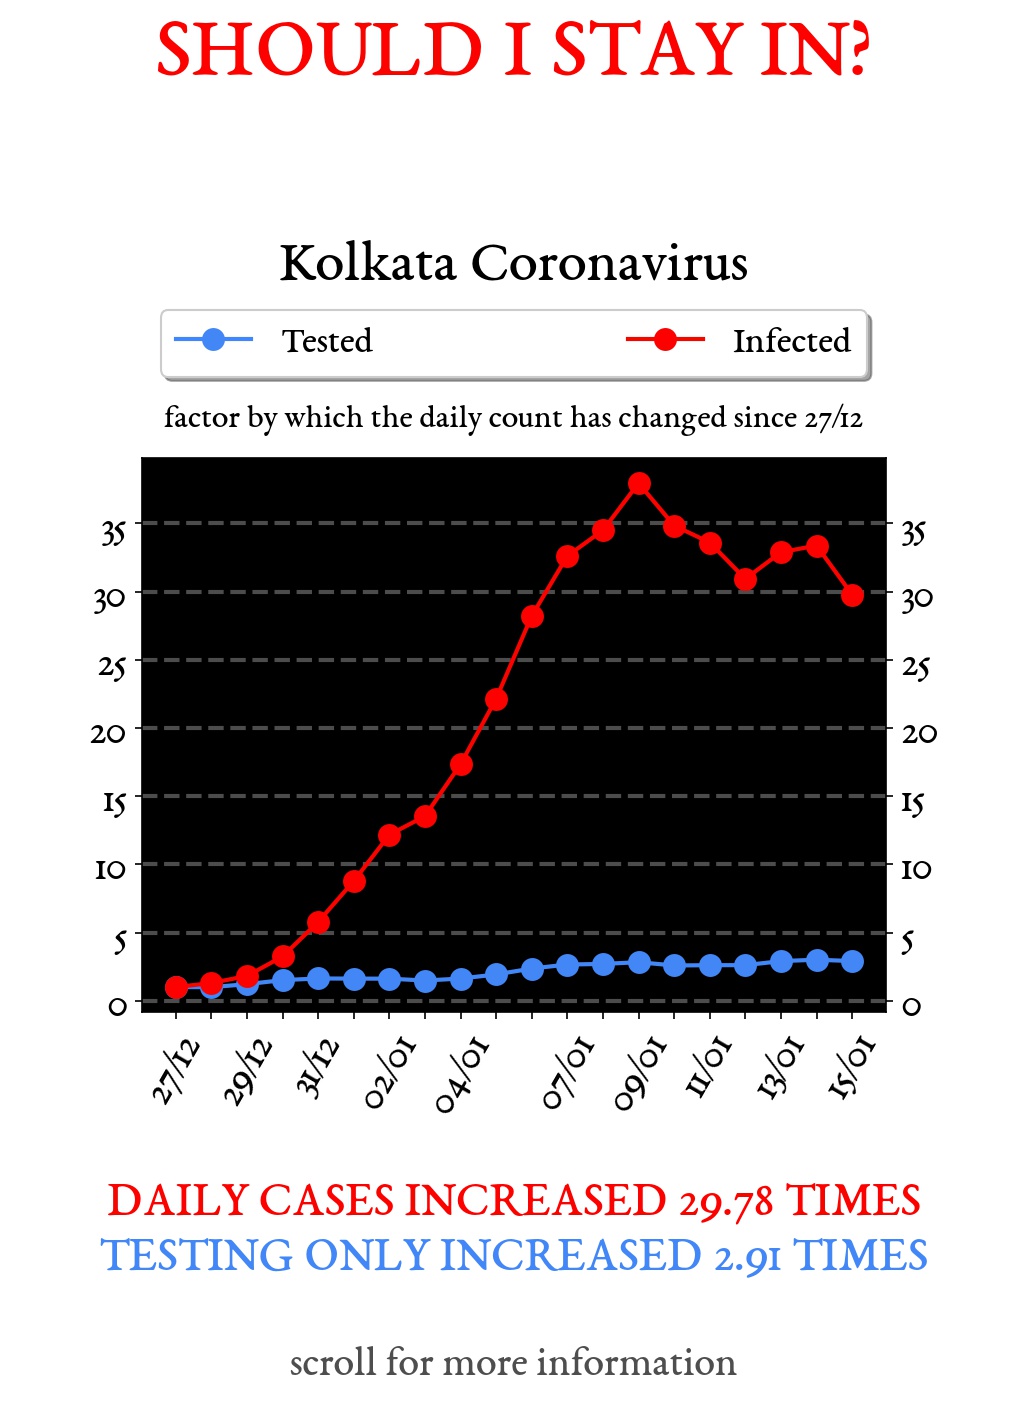 SHOULD I STAY IN?
Kolkata Coronavirus
Tested Infected
factor by which the daily count has changed since 27/12
35 35
30 30
25 25
20 20
15 15
10 10
5 5
0 0
27/12 29/12 31/12 02/01 04/01 07/01 09/01 11/01 13/01 15/01
DAILY CASES INCREASED 29.78 TIMES
TESTING ONLY INCREASED 2.91 TIMES
scroll for more information